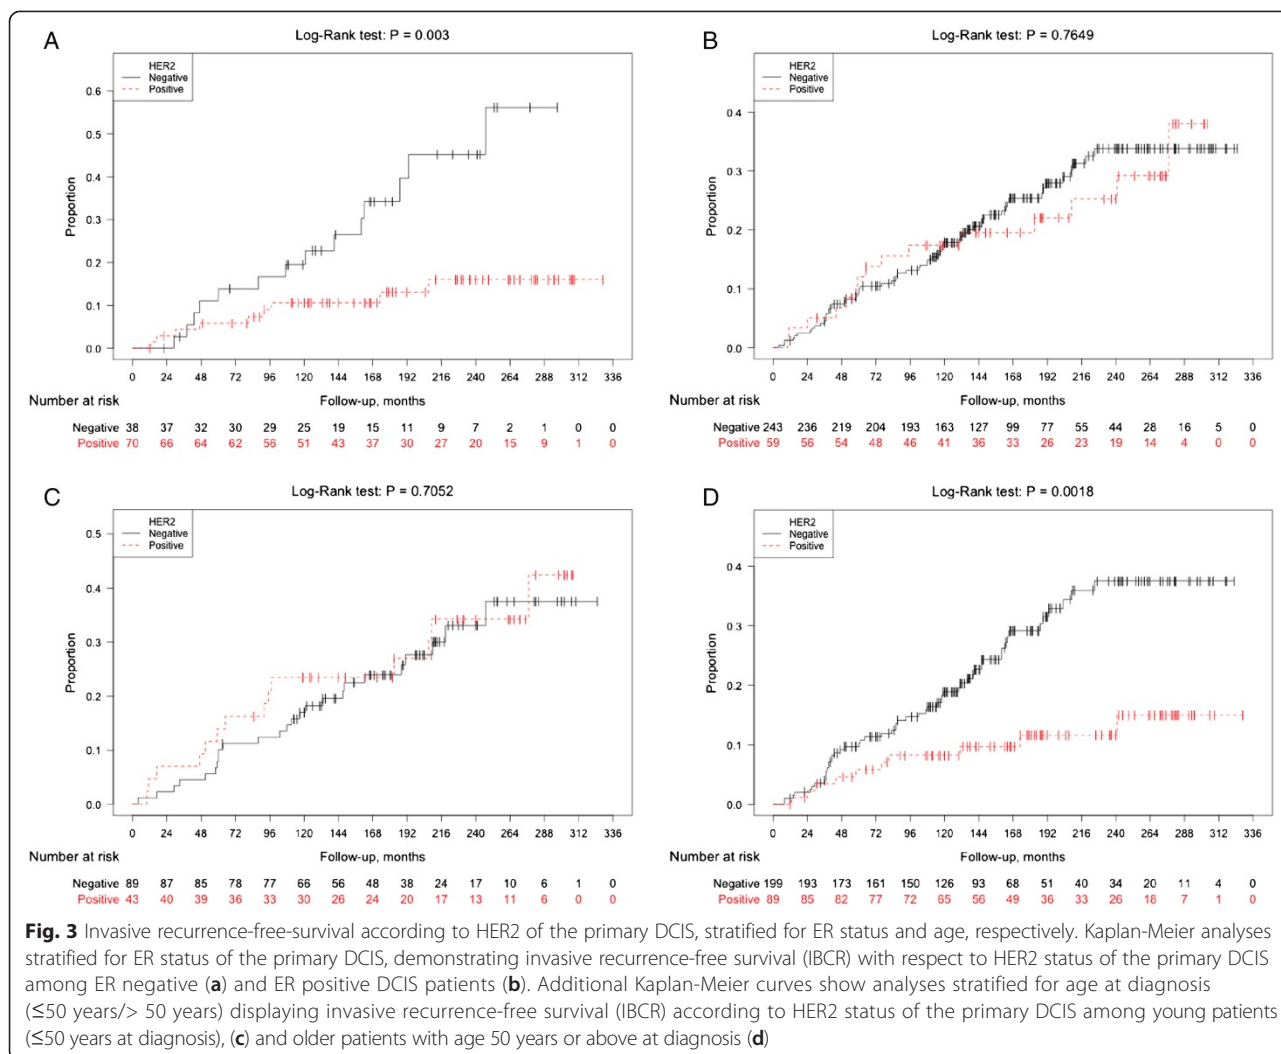 A
Log-Rank test: P = 0.003
HER2
Negative
Positive
0.6
0.5
0.4
0.3
0.2
0.1
0.0
Proportion
0 24 48 72 96 120 144 168 192 216 240 264 288 312 336
Number at risk
Follow-up, months
Negative 38 37 32 30 29 25 19 15 11 9 7 2 1 0 0
Positive 70 66 64 62 56 51 43 37 30 27 20 15 9 1 0
B
Log-Rank test: P = 0.7649
HER2
Negative
Positive
0.4
0.3
0.2
0.1
0.0
Proportion
0 24 48 72 96 120 144 168 192 216 240 264 288 312 336
Number at risk
Follow-up, months
Negative 243 236 219 204 193 163 127 99 77 55 44 28 16 5 0
Positive 59 56 54 48 46 41 36 33 26 23 19 14 4 0 0
C
Log-Rank test: P = 0.7052
HER2
Negative
Positive
0.5
0.4
0.3
0.2
0.1
0.0
Proportion
0 24 48 72 96 120 144 168 192 216 240 264 288 312 336
Number at risk
Follow-up, months
Negative 89 87 85 78 77 66 56 48 38 24 17 10 6 1 0
Positive 43 40 39 36 33 30 26 24 20 17 13 11 6 0 0
D
Log-Rank test: P = 0.0018
HER2
Negative
Positive
0.4
0.3
0.2
0.1
0.0
Proportion
0 24 48 72 96 120 144 168 192 216 240 264 288 312 336
Number at risk
Follow-up, months
Negative 199 193 173 161 150 126 93 68 51 40 34 20 11 4 0
Positive 89 85 82 77 72 65 56 49 36 33 26 18 7 1 0
Fig. 3 Invasive recurrence-free-survival according to HER2 of the primary DCIS, stratified for ER status and age, respectively. Kaplan-Meier analyses
stratified for ER status of the primary DCIS, demonstrating invasive recurrence-free survival (IBCR) with respect to HER2 status of the primary DCIS
among ER negative (a) and ER positive DCIS patients (b). Additional Kaplan-Meier curves show analyses stratified for age at diagnosis
(≤50 years/> 50 years) displaying invasive recurrence-free survival (IBCR) according to HER2 status of the primary DCIS among young patients
(≤50 years at diagnosis), (c) and older patients with age 50 years or above at diagnosis (d)